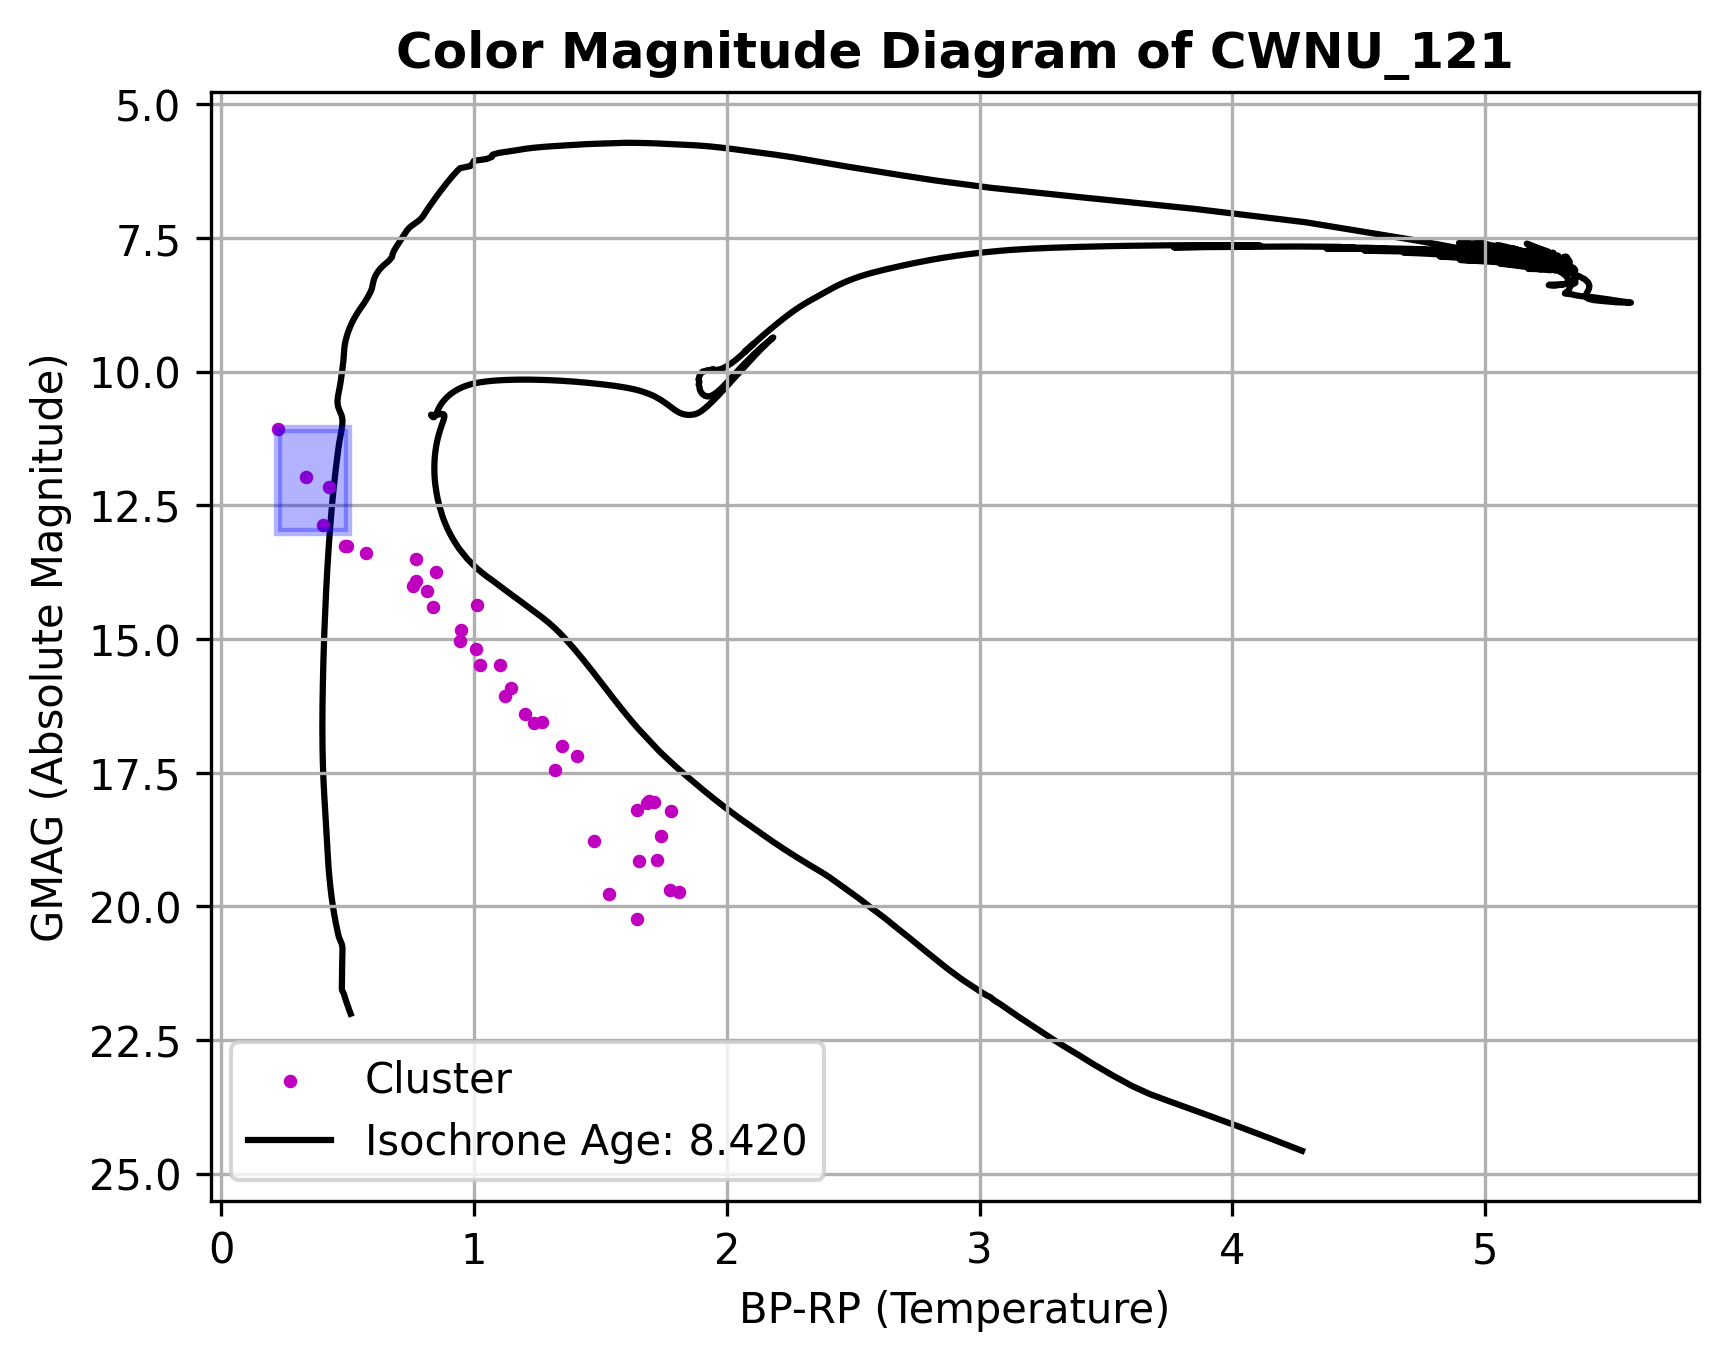 Color Magnitude Diagram of CWNU_121
GMAG (Absolute Magnitude)
5.0
7.5
10.0
12.5
15.0
17.5
20.0
22.5
25.0
Cluster
Isochrone Age: 8.420
0 1 2 3 4 5
BP-RP (Temperature)